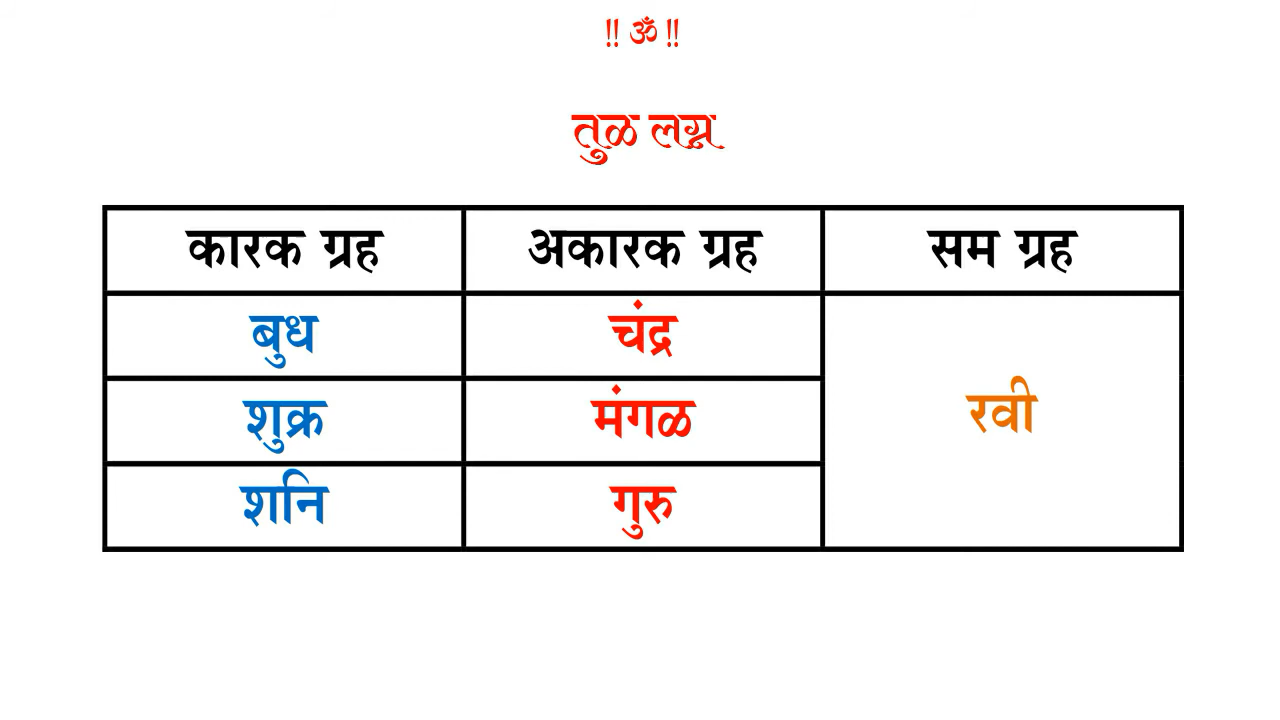 !! ॐ !!
तुळ लग्न
कारक ग्रह अकारक ग्रह सम ग्रह
बुध चंद्र
शुक्र मंगळ रवी
शनि गुरु